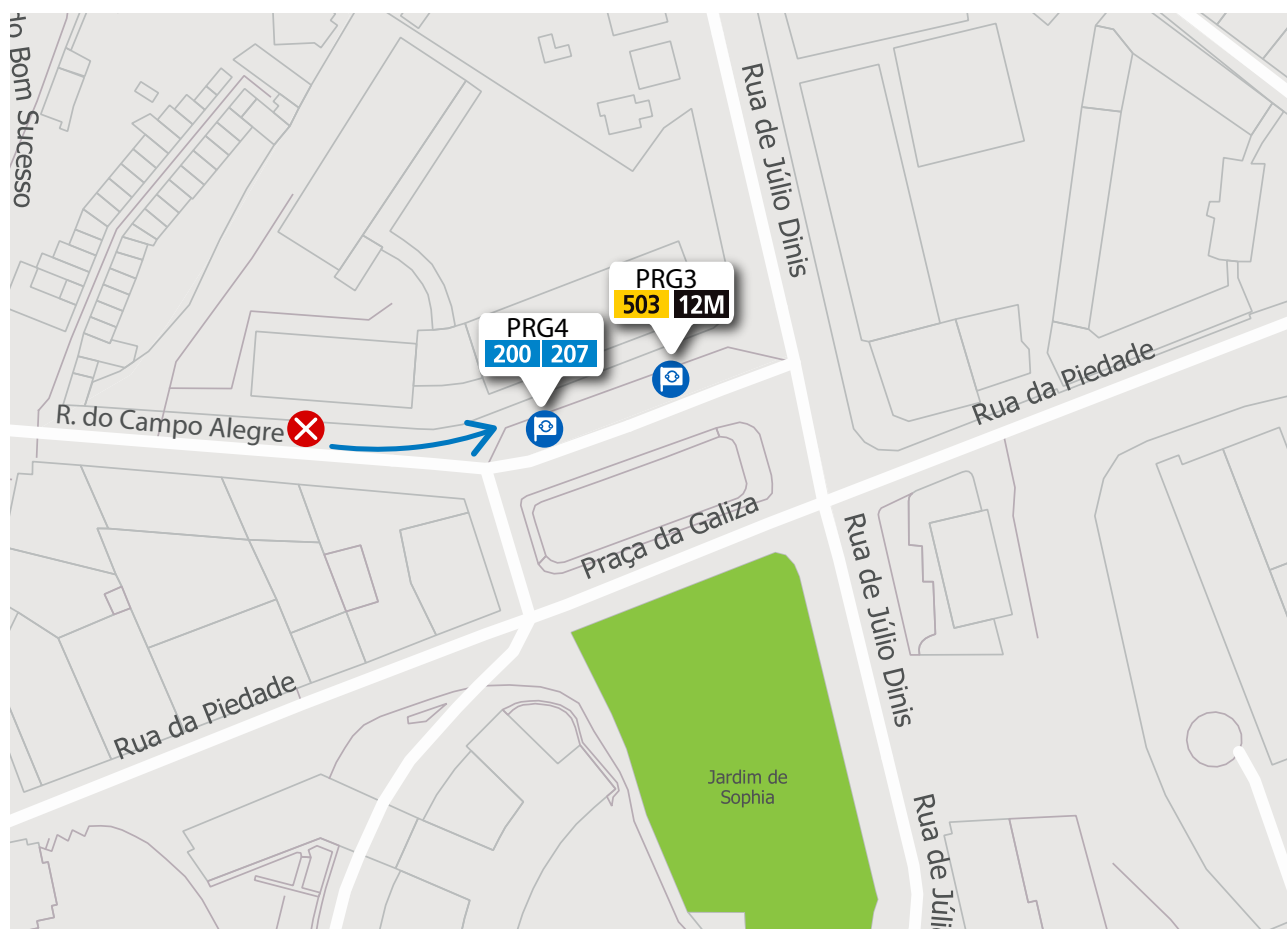 do Bom Sucesso
Rua de Júlio Dinis
PRG3
503 12M
PRG4
200 207
R. do Campo Alegre
Rua da Piedade
Praça da Galiza
Rua de Júlio Dinis
Rua da Piedade
Jardim de
Sophia
Rua de Júli